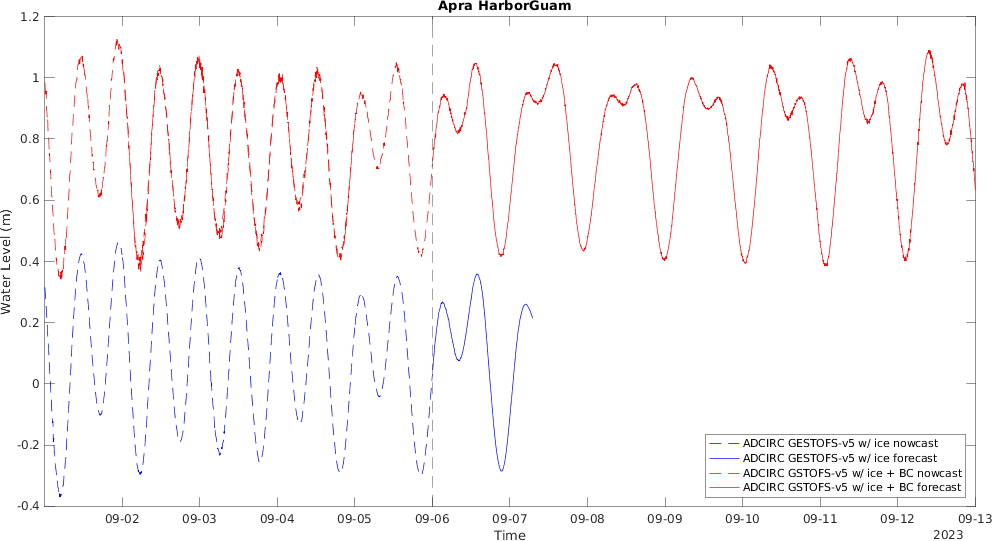 Apra HarborGuam
1.2
1
0.8
0.6
0.4
0.2
0
-0.2
-0.4
Water Level (m)
ADCIRC GESTOFS-v5 w/ ice nowcast
ADCIRC GESTOFS-v5 w/ ice forecast
ADCIRC GSTOFS-v5 w/ ice + BC nowcast
ADCIRC GSTOFS-v5 w/ ice + BC forecast
09-02 09-03 09-04 09-05 09-06 09-07 09-08 09-09 09-10 09-11 09-12 09-13
Time
2023